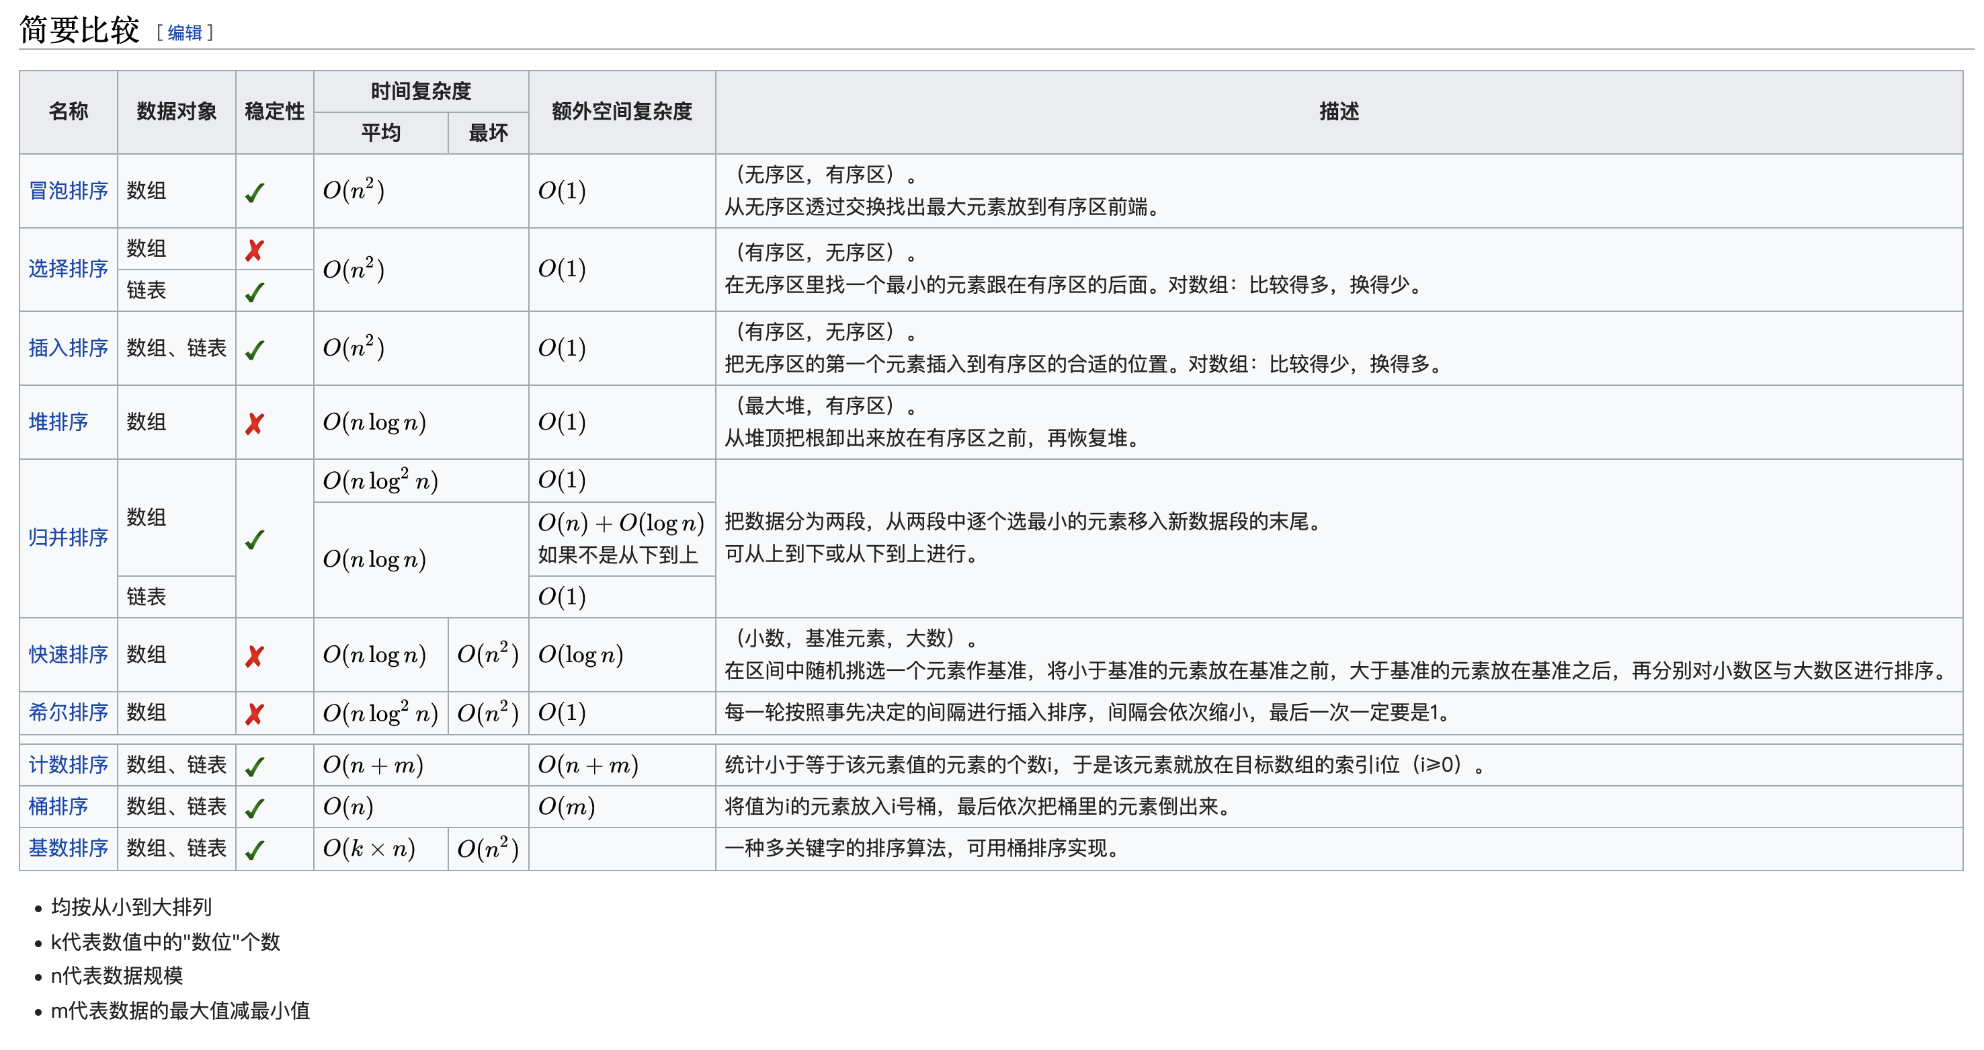 简要比较 [ 编辑 ]
名称 数据对象 稳定性 时间复杂度 额外空间复杂度 描述
平均 最坏
冒泡排序 数组 ✓ O(n²) O(1) （无序区，有序区）。
从无序区透过交换找出最大元素放到有序区前端。
选择排序 数组 ✗ O(n²) O(1) （有序区，无序区）。
链表 ✓ 在无序区里找一个最小的元素跟在有序区的后面。对数组：比较得多，换得少。
插入排序 数组、链表 ✓ O(n²) O(1) （有序区，无序区）。
把无序区的第一个元素插入到有序区的合适的位置。对数组：比较得少，换得多。
堆排序 数组 ✗ O(n log n) O(1) （最大堆，有序区）。
从堆顶把根卸出来放在有序区之前，再恢复堆。
归并排序 数组 ✓ O(n log² n) O(1) 把数据分为两段，从两段中逐个选最小的元素移入新数据段的末尾。
O(n log n) O(n) + O(log n) 可从上到下或从下到上进行。
如果不是从下到上
链表 O(1)
快速排序 数组 ✗ O(n log n) O(n²) O(log n) （小数，基准元素，大数）。
在区间中随机挑选一个元素作基准，将小于基准的元素放在基准之前，大于基准的元素放在基准之后，再分别对小数区与大数区进行排序。
希尔排序 数组 ✗ O(n log² n) O(n²) O(1) 每一轮按照事先决定的间隔进行插入排序，间隔会依次缩小，最后一次一定要是1。
计数排序 数组、链表 ✓ O(n + m) O(n + m) 统计小于等于该元素值的元素的个数i，于是该元素就放在目标数组的索引i位（i⩾0）。
桶排序 数组、链表 ✓ O(n) O(m) 将值为i的元素放入i号桶，最后依次把桶里的元素倒出来。
基数排序 数组、链表 ✓ O(k × n) O(n²) 一种多关键字的排序算法，可用桶排序实现。
• 均按从小到大排列
• k代表数值中的"数位"个数
• n代表数据规模
• m代表数据的最大值减最小值